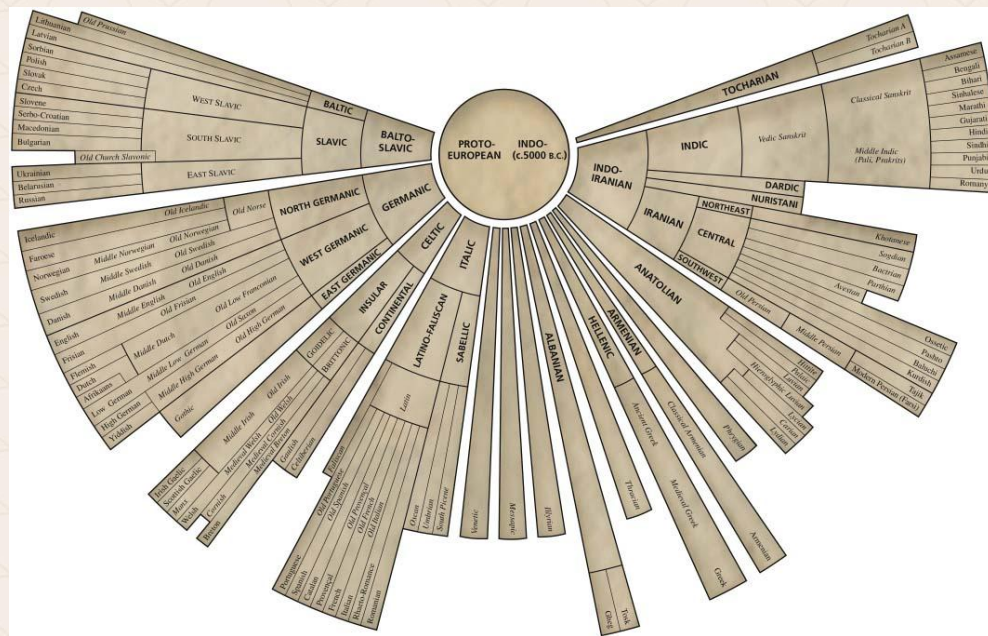 PROTO-
EUROPEAN
INDO-
(c.5000 B.C.)
BALTO-
SLAVIC
BALTIC
SLAVIC
WEST SLAVIC
SOUTH SLAVIC
EAST SLAVIC
Old Prussian
Lithuanian
Latvian
Sorbian
Polish
Slovak
Czech
Slovene
Serbo-Croatian
Macedonian
Bulgarian
Old Church Slavonic
Ukrainian
Belarusian
Russian
GERMANIC
NORTH GERMANIC
WEST GERMANIC
EAST GERMANIC
Old Norse
Old Icelandic
Old Norwegian
Middle Norwegian
Old Swedish
Middle Swedish
Old Danish
Middle Danish
Old English
Middle English
Old Frisian
Old Low Franconian
Middle Dutch
Old Saxon
Middle Low German
Old High German
Middle High German
Gothic
Icelandic
Faroese
Norwegian
Swedish
Danish
English
Frisian
Flemish
Dutch
Afrikaans
Low German
High German
Yiddish
CELTIC
INSULAR
CONTINENTAL
GOIDELIC
BRYTTONIC
Old Irish
Middle Irish
Old Welsh
Medieval Welsh
Medieval Cornish
Medieval Breton
Gaulish
Celtiberian
Irish Gaelic
Scottish Gaelic
Manx
Welsh
Cornish
Breton
ITALIC
LATINO-FALISCAN
SABELLIC
Latin
Faliscan
Old Portuguese
Old Spanish
Old Provençal
Old French
Old Italian
Portuguese
Spanish
Catalan
Provençal
French
Italian
Rhaeto-Romance
Romanian
Oscan
Umbrian
South Picene
Venetic
Messapic
Illyrian
ALBANIAN
Gheg
Tosk
Thracian
HELLENIC
Ancient Greek
Medieval Greek
Greek
ARMENIAN
Classical Armenian
Armenian
Phrygian
ANATOLIAN
Hittite
Palaic
Luvian
Hieroglyphic Luvian
Lycian
Carian
Lydian
INDO-
IRANIAN
IRANIAN
NORTHEAST
CENTRAL
SOUTHWEST
Old Persian
Middle Persian
Modern Persian (Farsi)
Khotanese
Sogdian
Bactrian
Parthian
Avestan
Ossetic
Pashto
Baluchi
Kurdish
Tajik
NURISTANI
DARDIC
INDIC
Vedic Sanskrit
Classical Sanskrit
Middle Indic
(Pali, Prakrits)
Assamese
Bengali
Bihari
Sinhalese
Marathi
Gujarati
Hindi
Sindhi
Punjabi
Urdu
Romany
TOCHARIAN
Tocharian A
Tocharian B